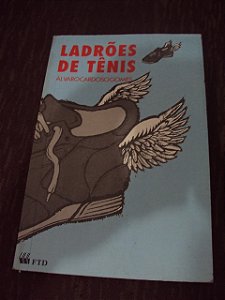 LADRÕES
DE TÊNIS
ÁLVARO CARDOSO GOMES
FTD